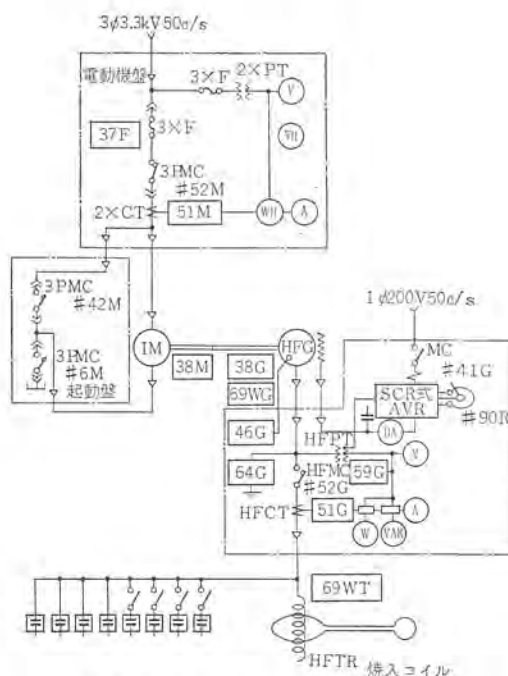 3φ3.3kV50c/s
電動機盤
3×F
2×PT
V
37F
3×F
VH
3PMC
#52M
2×CT
51M
WH
A
3PMC
#42M
3PMC
#6M
起動盤
IM
38M
HFG
38G
69WG
46G
64G
1φ200V50c/s
MC
#41G
SCR式
AVR
#90R
DA
HFPT
V
HFMC
#52G
59G
HFCT
51G
A
W
VAR
69WT
HFTR
焼入コイル